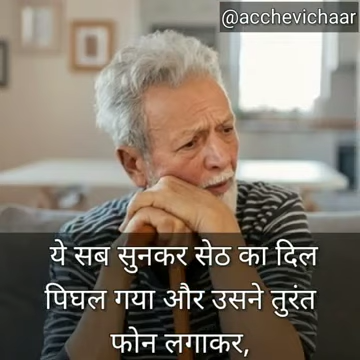 @acchevichaar
ये सब सुनकर सेठ का दिल
पिघल गया और उसने तुरंत
फोन लगाकर,